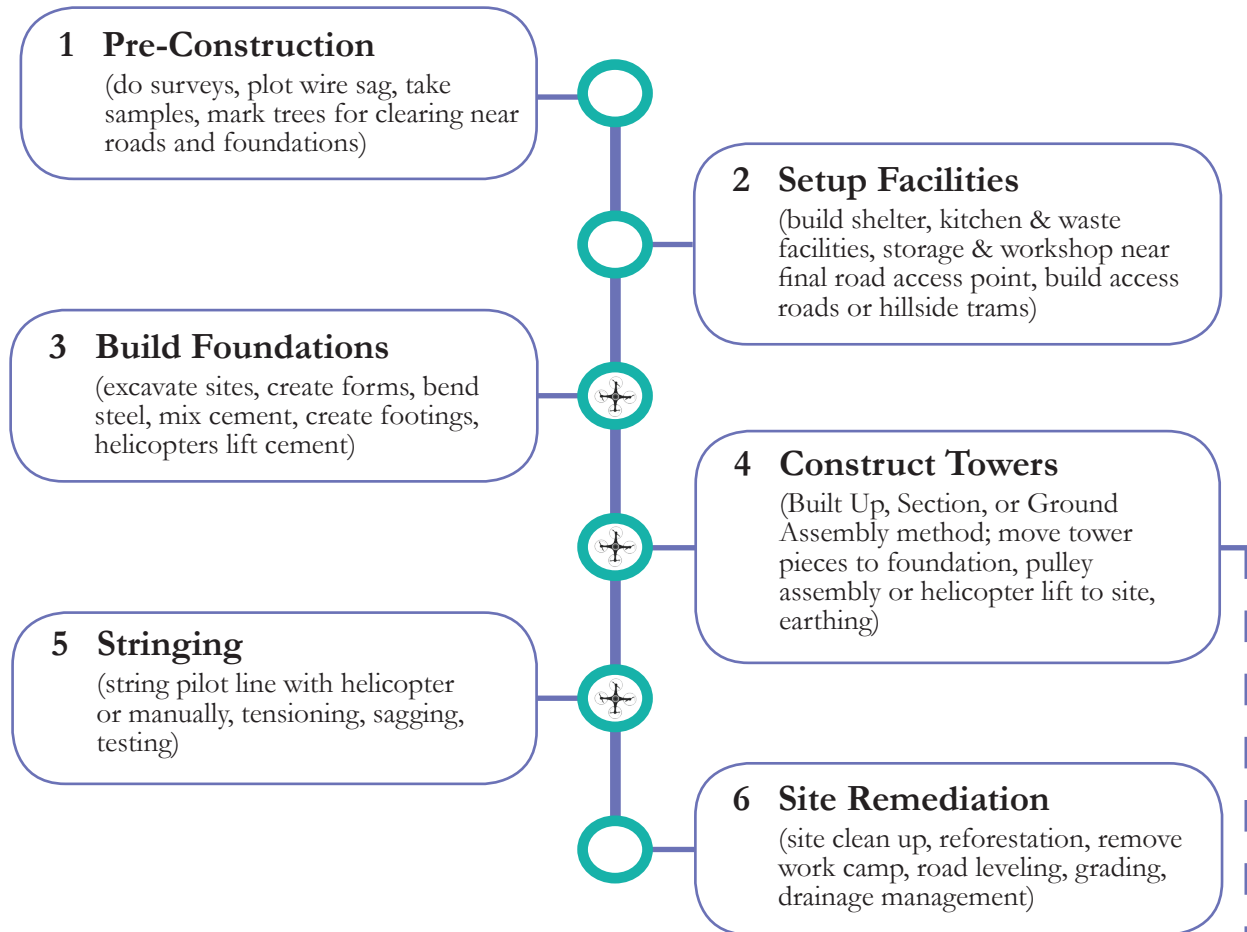 1 Pre-Construction
(do surveys, plot wire sag, take
samples, mark trees for clearing near
roads and foundations)
2 Setup Facilities
(build shelter, kitchen & waste
facilities, storage & workshop near
final road access point, build access
roads or hillside trams)
3 Build Foundations
(excavate sites, create forms, bend
steel, mix cement, create footings,
helicopters lift cement)
4 Construct Towers
(Built Up, Section, or Ground
Assembly method; move tower
pieces to foundation, pulley
assembly or helicopter lift to site,
earthing)
5 Stringing
(string pilot line with helicopter
or manually, tensioning, sagging,
testing)
6 Site Remediation
(site clean up, reforestation, remove
work camp, road leveling, grading,
drainage management)